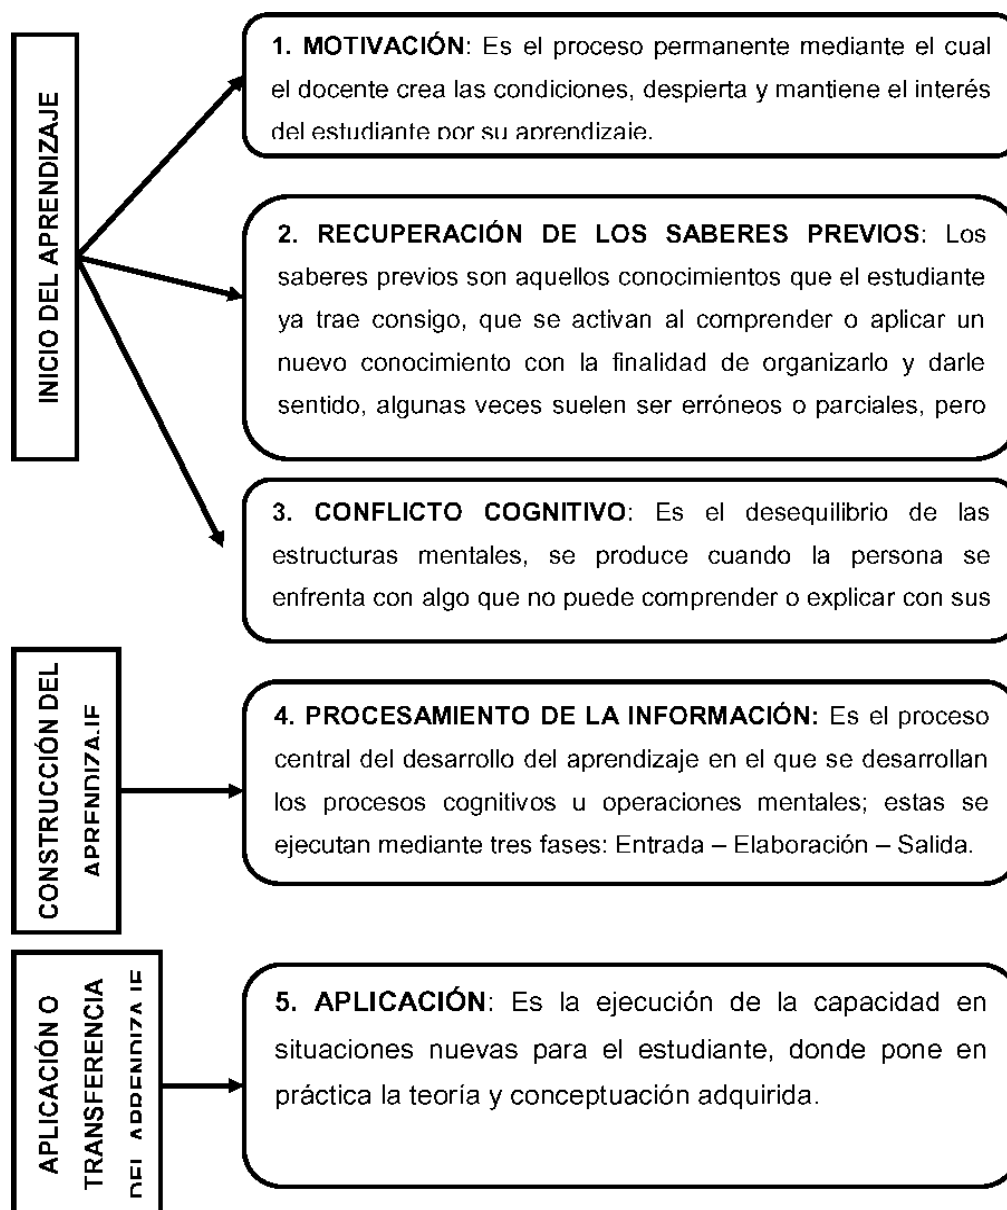 INICIO DEL APRENDIZAJE
1. MOTIVACIÓN: Es el proceso permanente mediante el cual
el docente crea las condiciones, despierta y mantiene el interés
del estudiante por su aprendizaje.
2. RECUPERACIÓN DE LOS SABERES PREVIOS: Los
saberes previos son aquellos conocimientos que el estudiante
ya trae consigo, que se activan al comprender o aplicar un
nuevo conocimiento con la finalidad de organizarlo y darle
sentido, algunas veces suelen ser erróneos o parciales, pero
3. CONFLICTO COGNITIVO: Es el desequilibrio de las
estructuras mentales, se produce cuando la persona se
enfrenta con algo que no puede comprender o explicar con sus
CONSTRUCCIÓN DEL
APRENDIZAJE
4. PROCESAMIENTO DE LA INFORMACIÓN: Es el proceso
central del desarrollo del aprendizaje en el que se desarrollan
los procesos cognitivos u operaciones mentales; estas se
ejecutan mediante tres fases: Entrada – Elaboración – Salida.
APLICACIÓN O
TRANSFERENCIA
DEL APRENDIZAJE
5. APLICACIÓN: Es la ejecución de la capacidad en
situaciones nuevas para el estudiante, donde pone en
práctica la teoría y conceptuación adquirida.